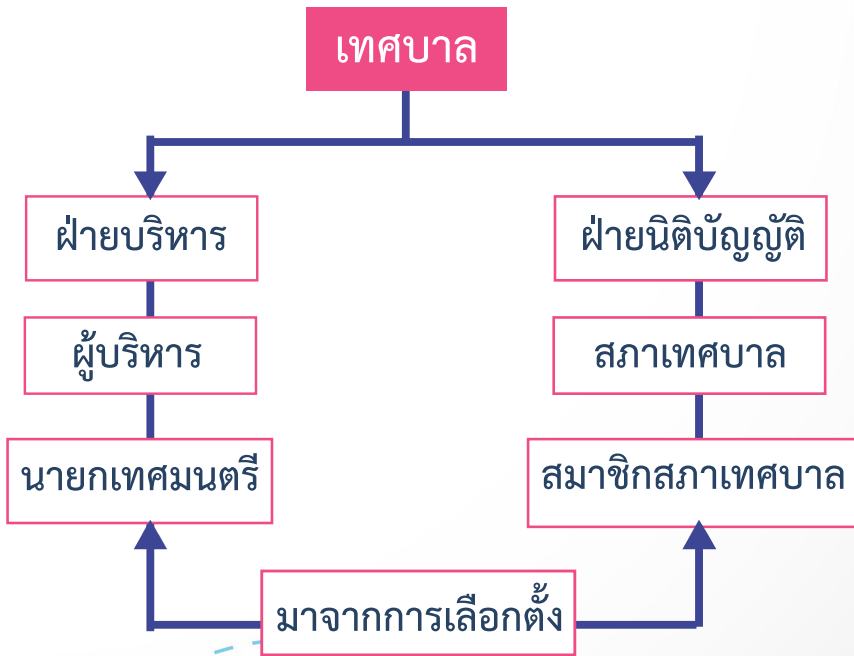 เทศบาล
ฝ่ายบริหาร
ฝ่ายนิติบัญญัติ
ผู้บริหาร
สภาเทศบาล
นายกเทศมนตรี
สมาชิกสภาเทศบาล
มาจากการเลือกตั้ง